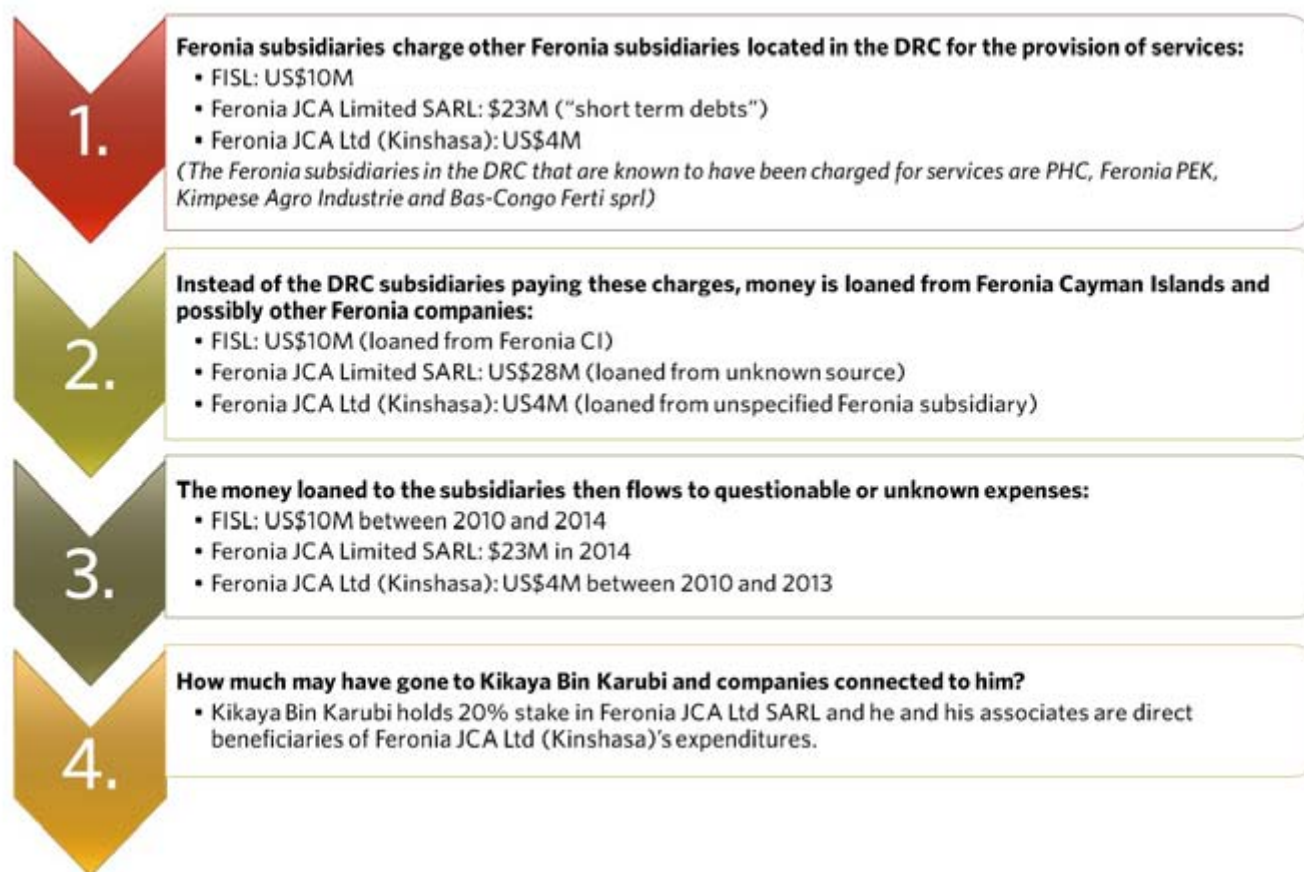 1.
Feronia subsidiaries charge other Feronia subsidiaries located in the DRC for the provision of services:
• FISL: US$10M
• Feronia JCA Limited SARL: $23M (“short term debts”)
• Feronia JCA Ltd (Kinshasa): US$4M
(The Feronia subsidiaries in the DRC that are known to have been charged for services are PHC, Feronia PEK,
Kimpese Agro Industrie and Bas-Congo Ferti sprl)
2.
Instead of the DRC subsidiaries paying these charges, money is loaned from Feronia Cayman Islands and
possibly other Feronia companies:
• FISL: US$10M (loaned from Feronia CI)
• Feronia JCA Limited SARL: US$28M (loaned from unknown source)
• Feronia JCA Ltd (Kinshasa): US4M (loaned from unspecified Feronia subsidiary)
3.
The money loaned to the subsidiaries then flows to questionable or unknown expenses:
• FISL: US$10M between 2010 and 2014
• Feronia JCA Limited SARL: $23M in 2014
• Feronia JCA Ltd (Kinshasa): US$4M between 2010 and 2013
4.
How much may have gone to Kikaya Bin Karubi and companies connected to him?
• Kikaya Bin Karubi holds 20% stake in Feronia JCA Ltd SARL and he and his associates are direct
beneficiaries of Feronia JCA Ltd (Kinshasa)’s expenditures.